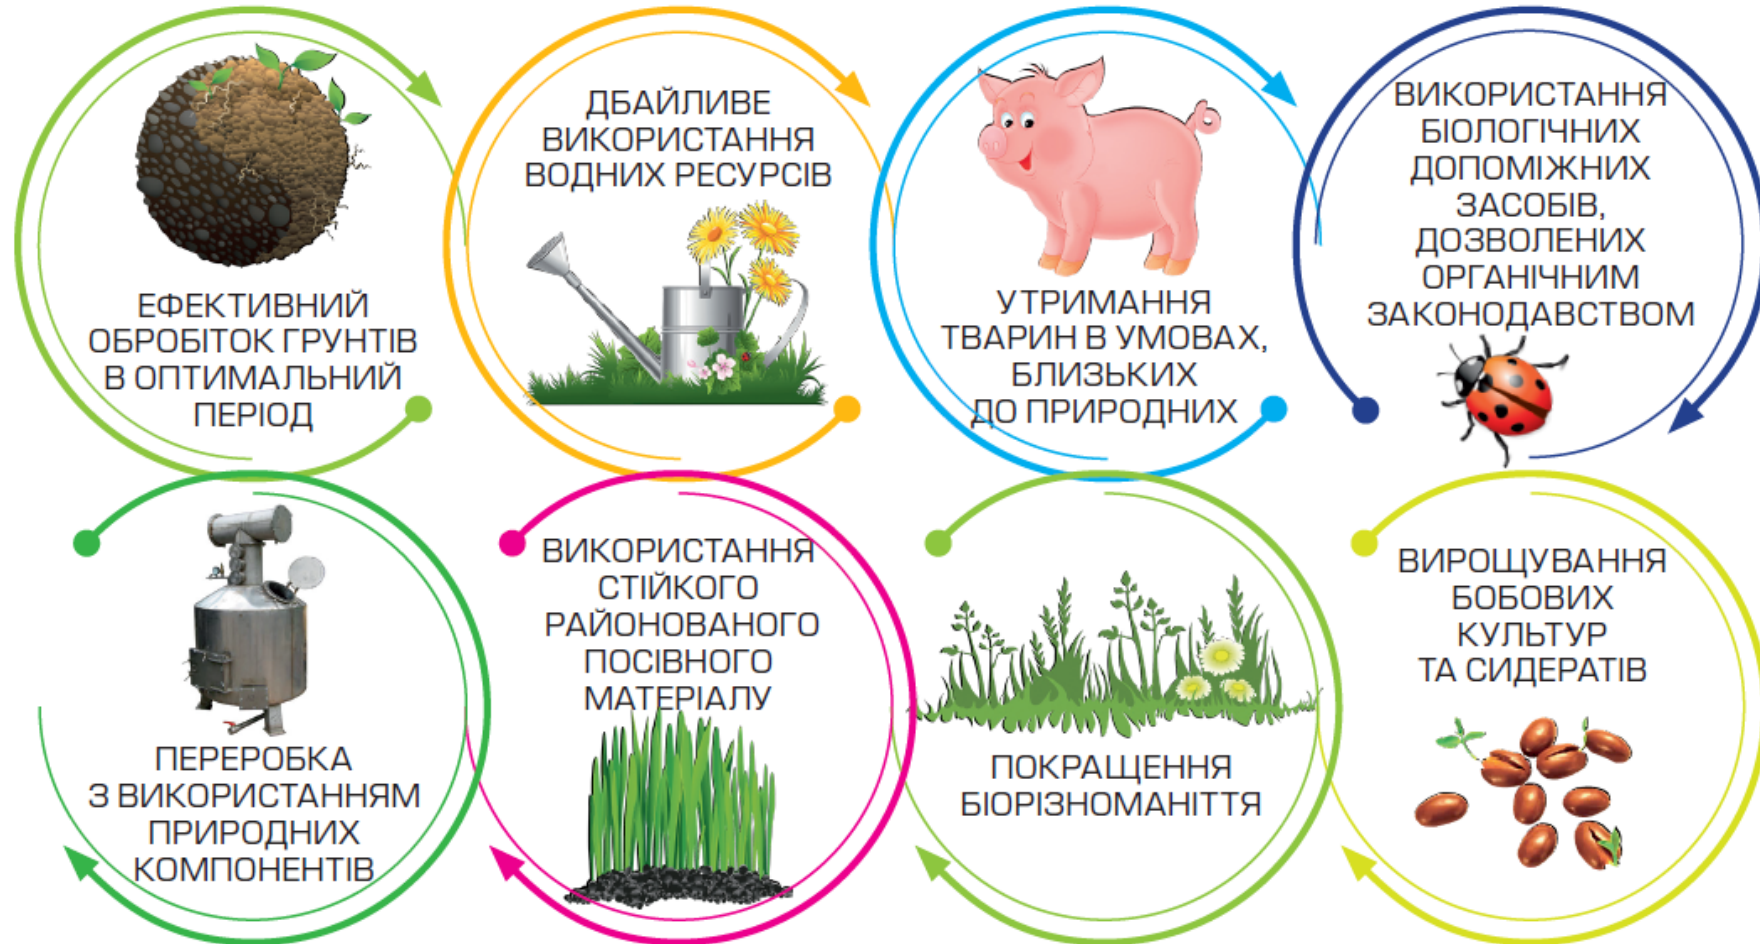 ЕФЕКТИВНИЙ
ОБРОБІТОК ГРУНТІВ
В ОПТИМАЛЬНИЙ
ПЕРІОД
ДБАЙЛИВЕ
ВИКОРИСТАННЯ
ВОДНИХ РЕСУРСІВ
УТРИМАННЯ
ТВАРИН В УМОВАХ,
БЛИЗЬКИХ
ДО ПРИРОДНИХ
ВИКОРИСТАННЯ
БІОЛОГІЧНИХ
ДОПОМІЖНИХ
ЗАСОБІВ,
ДОЗВОЛЕНИХ
ОРГАНІЧНИМ
ЗАКОНОДАВСТВОМ
ПЕРЕРОБКА
З ВИКОРИСТАННЯМ
ПРИРОДНИХ
КОМПОНЕНТІВ
ВИКОРИСТАННЯ
СТІЙКОГО
РАЙОНОВАНОГО
ПОСІВНОГО
МАТЕРІАЛУ
ПОКРАЩЕННЯ
БІОРІЗНОМАНІТТЯ
ВИРОЩУВАННЯ
БОБОВИХ
КУЛЬТУР
ТА СИДЕРАТІВ